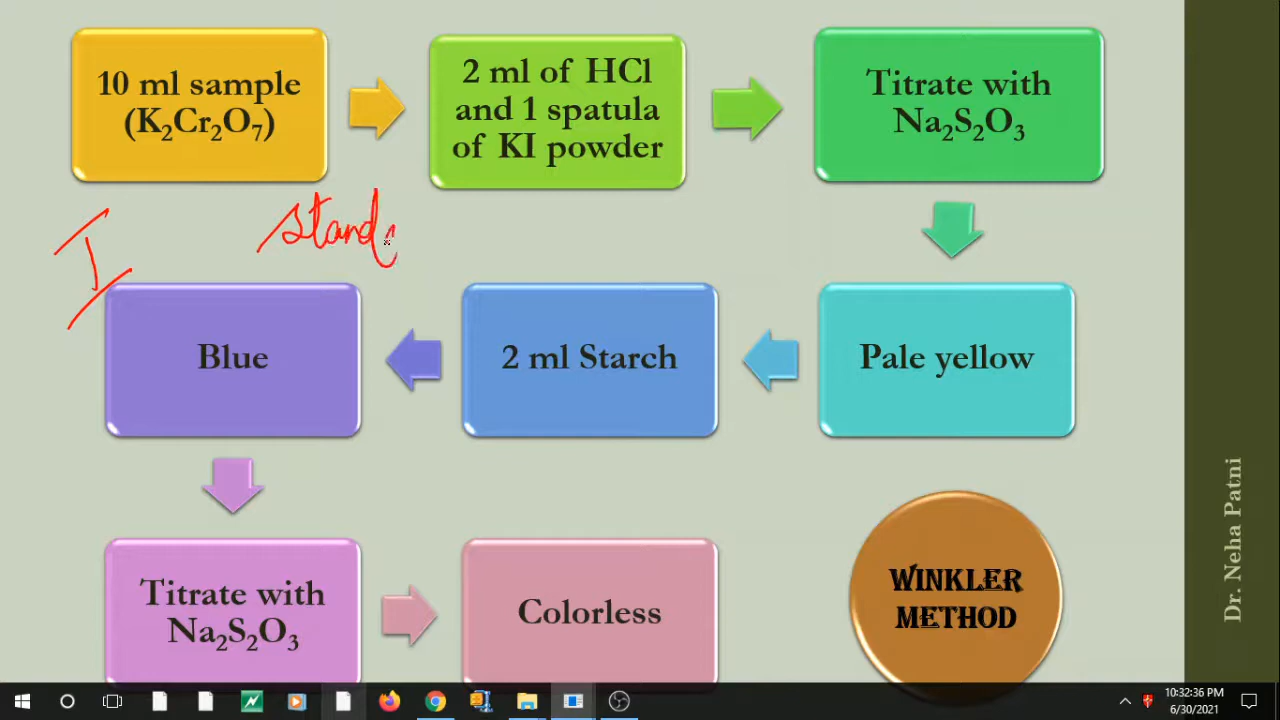 10 ml sample
(K₂Cr₂O₇)
2 ml of HCl
and 1 spatula
of KI powder
Titrate with
Na₂S₂O₃
I
stand
Blue
2 ml Starch
Pale yellow
Titrate with
Na₂S₂O₃
Colorless
WINKLER
METHOD
Dr. Neha Patni
10:32:36 PM
6/30/2021